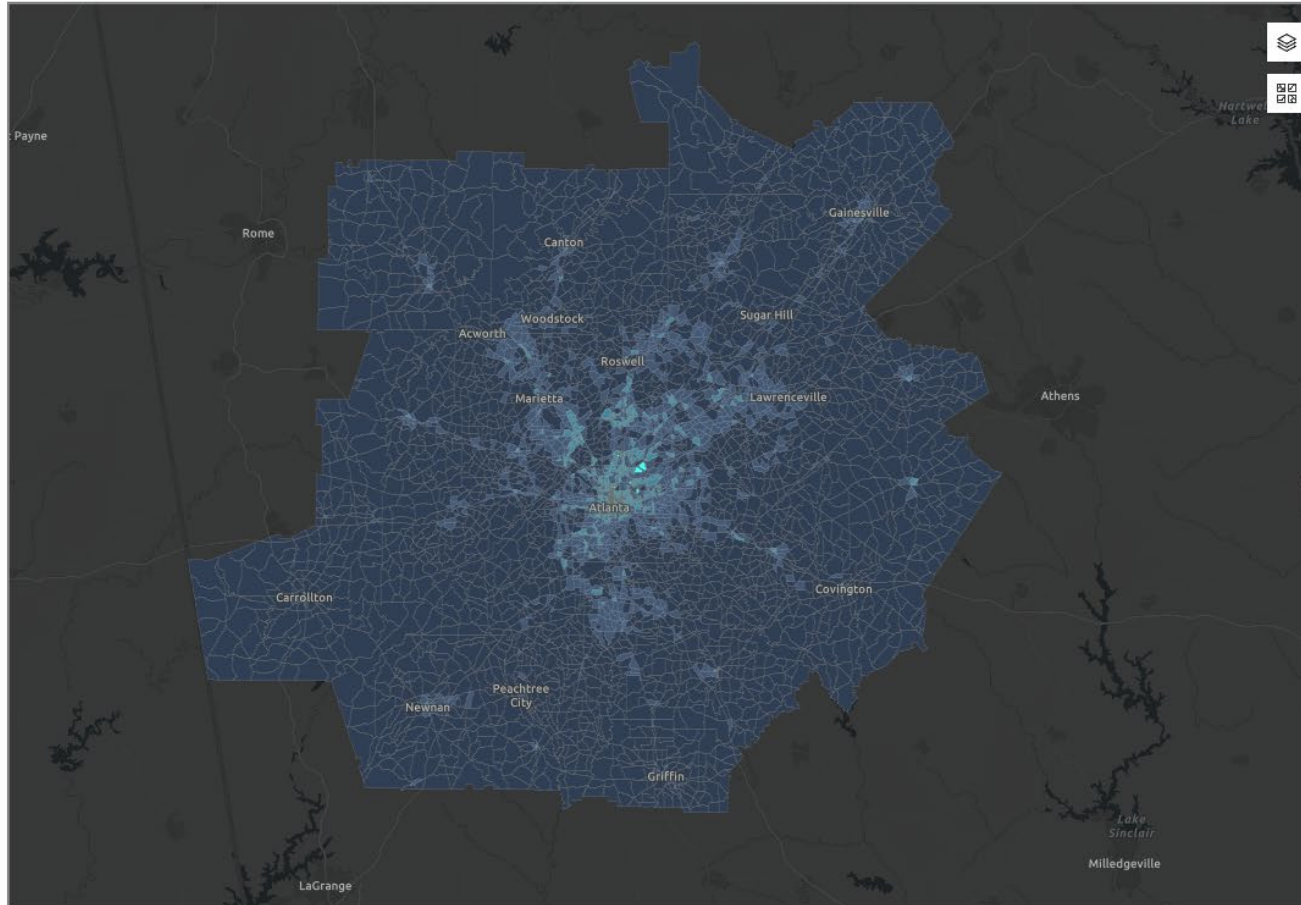 Hartwell
Lake
Payne
Gainesville
Rome
Canton
Sugar Hill
Woodstock
Acworth
Roswell
Marietta
Lawrenceville
Athens
Atlanta
Covington
Carrollton
Peachtree
City
Newnan
Griffin
Lake
Sinclair
Milledgeville
LaGrange